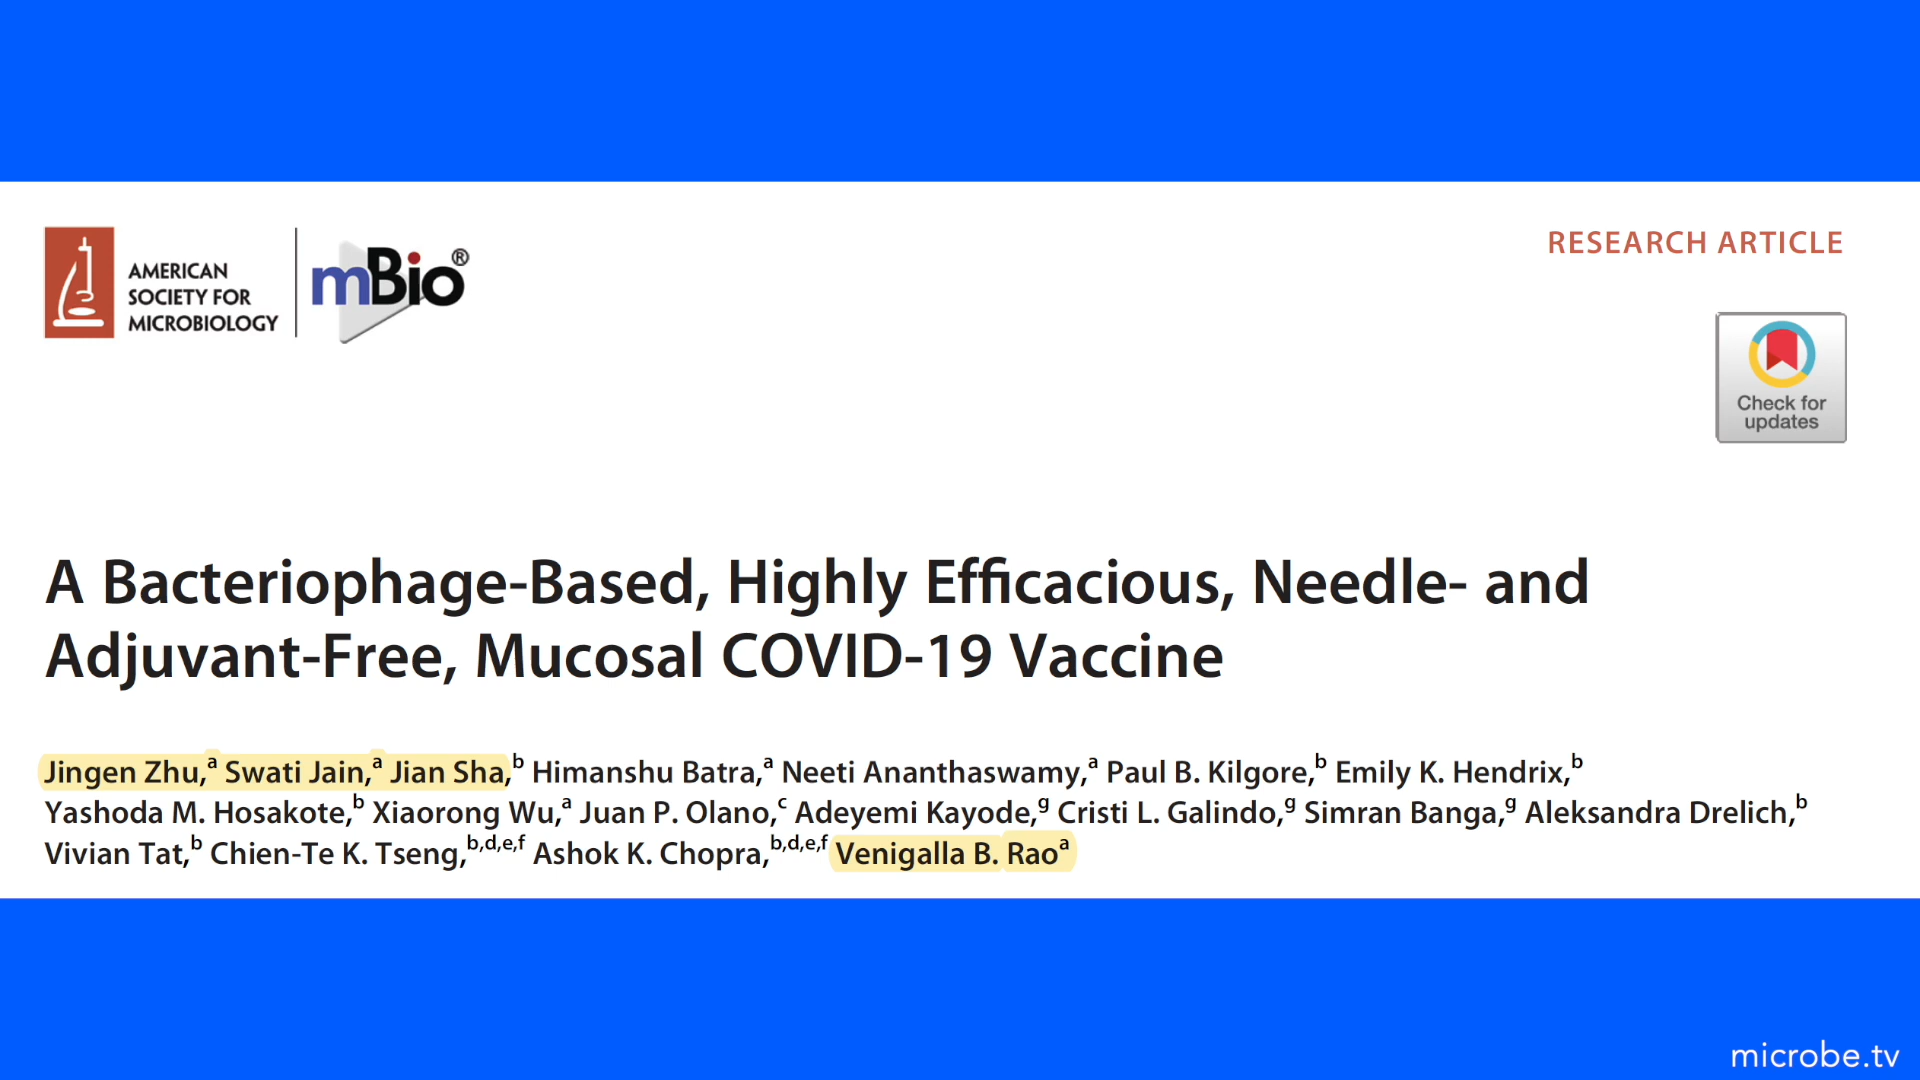 AMERICAN
SOCIETY FOR
MICROBIOLOGY
mBio®
RESEARCH ARTICLE
Check for
updates
A Bacteriophage-Based, Highly Efficacious, Needle- and
Adjuvant-Free, Mucosal COVID-19 Vaccine
Jingen Zhu,a Swati Jain,a Jian Sha,b Himanshu Batra,a Neeti Ananthaswamy,a Paul B. Kilgore,b Emily K. Hendrix,b
Yashoda M. Hosakote,b Xiaorong Wu,a Juan P. Olano,c Adeyemi Kayode,g Cristi L. Galindo,g Simran Banga,g Aleksandra Drelich,b
Vivian Tat,b Chien-Te K. Tseng,b,d,e,f Ashok K. Chopra,b,d,e,f Venigalla B. Raoa
microbe.tv